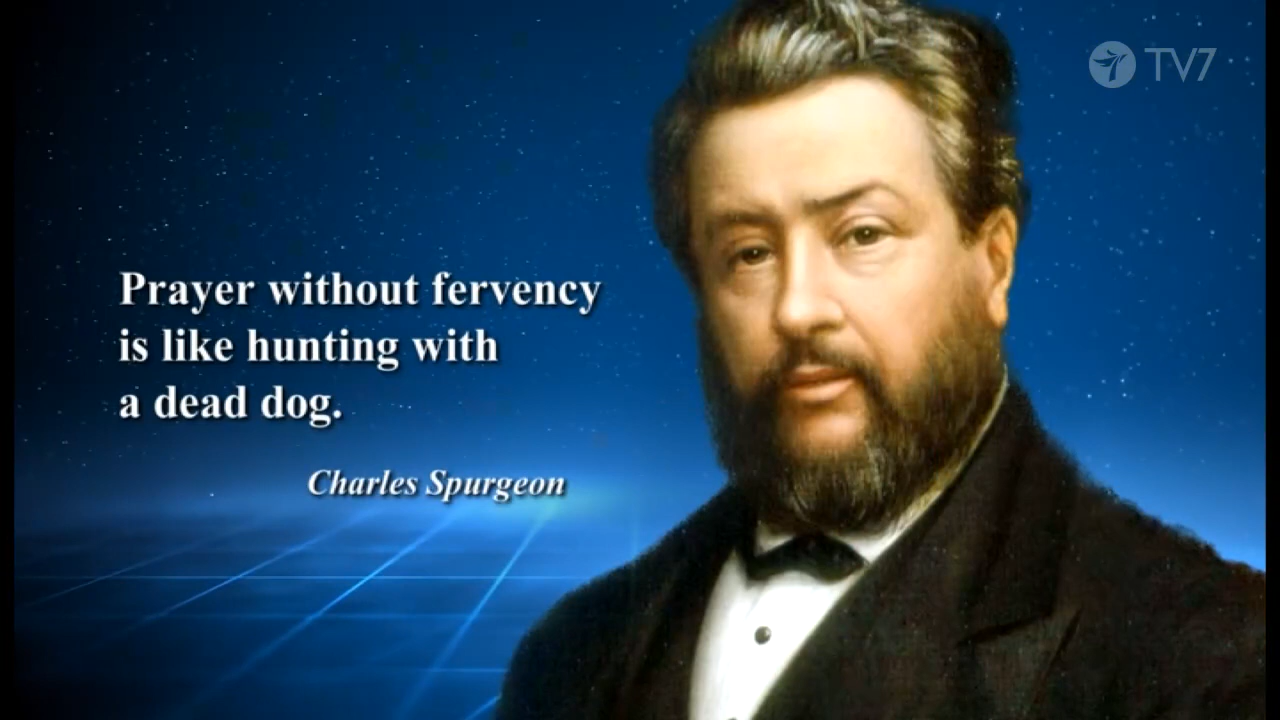 TV7
Prayer without fervency
is like hunting with
a dead dog.
Charles Spurgeon